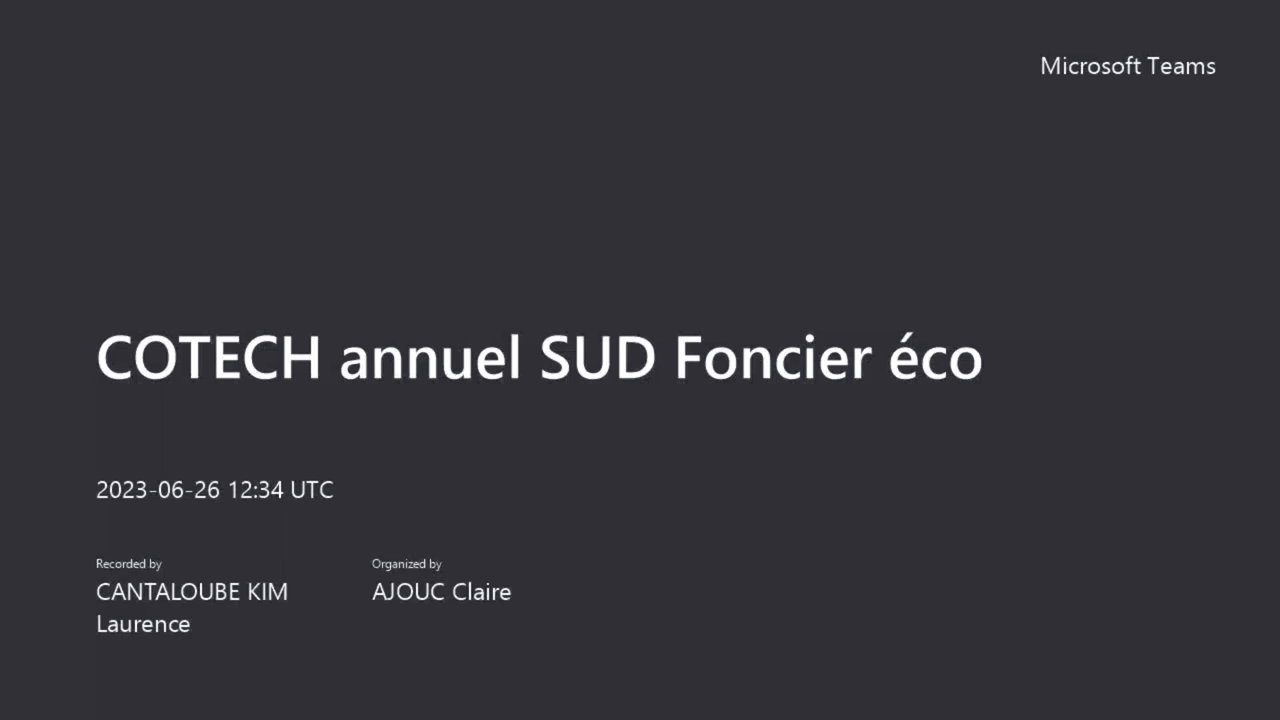 Microsoft Teams
COTECH annuel SUD Foncier éco
2023-06-26 12:34 UTC
Recorded by
CANTALOUBE KIM
Laurence
Organized by
AJOUC Claire